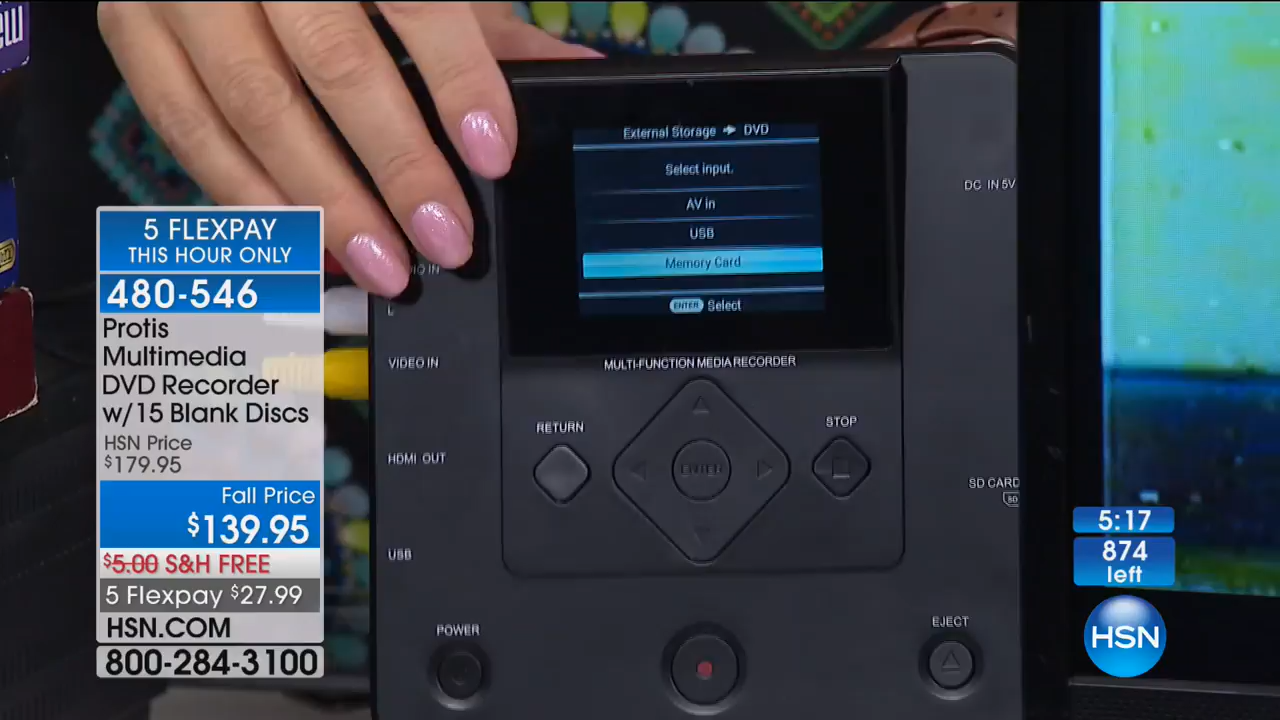 5 FLEXPAY
THIS HOUR ONLY
480-546
Protis
Multimedia
DVD Recorder
w/15 Blank Discs
HSN Price
$179.95
Fall Price
$139.95
$5.00 S&H FREE
5 Flexpay $27.99
HSN.COM
800-284-3100
External Storage DVD
Select input.
AV in
USB
Memory Card
ENTER Select
MULTI-FUNCTION MEDIA RECORDER
L
VIDEO IN
HDMI OUT
USB
RETURN
ENTER
STOP
POWER
EJECT
DC IN 5V
SD CARD
5:17
874
left
HSN